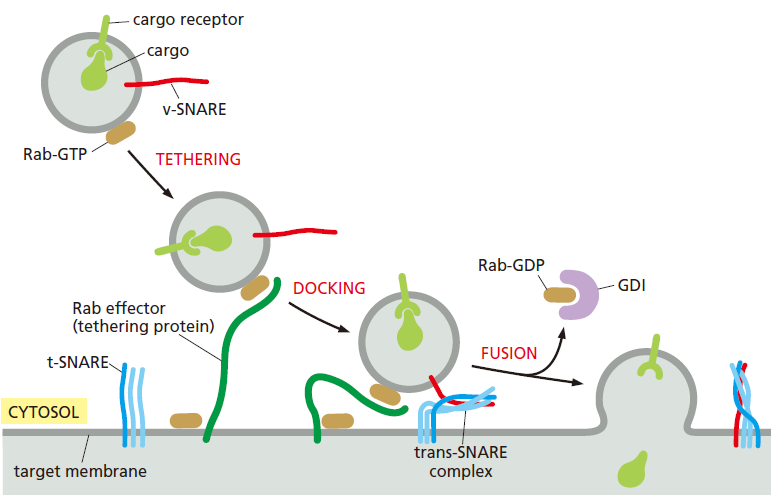 cargo receptor
cargo
v-SNARE
Rab-GTP
TETHERING
Rab-GDP
GDI
DOCKING
Rab effector
(tethering protein)
t-SNARE
FUSION
CYTOSOL
trans-SNARE
complex
target membrane